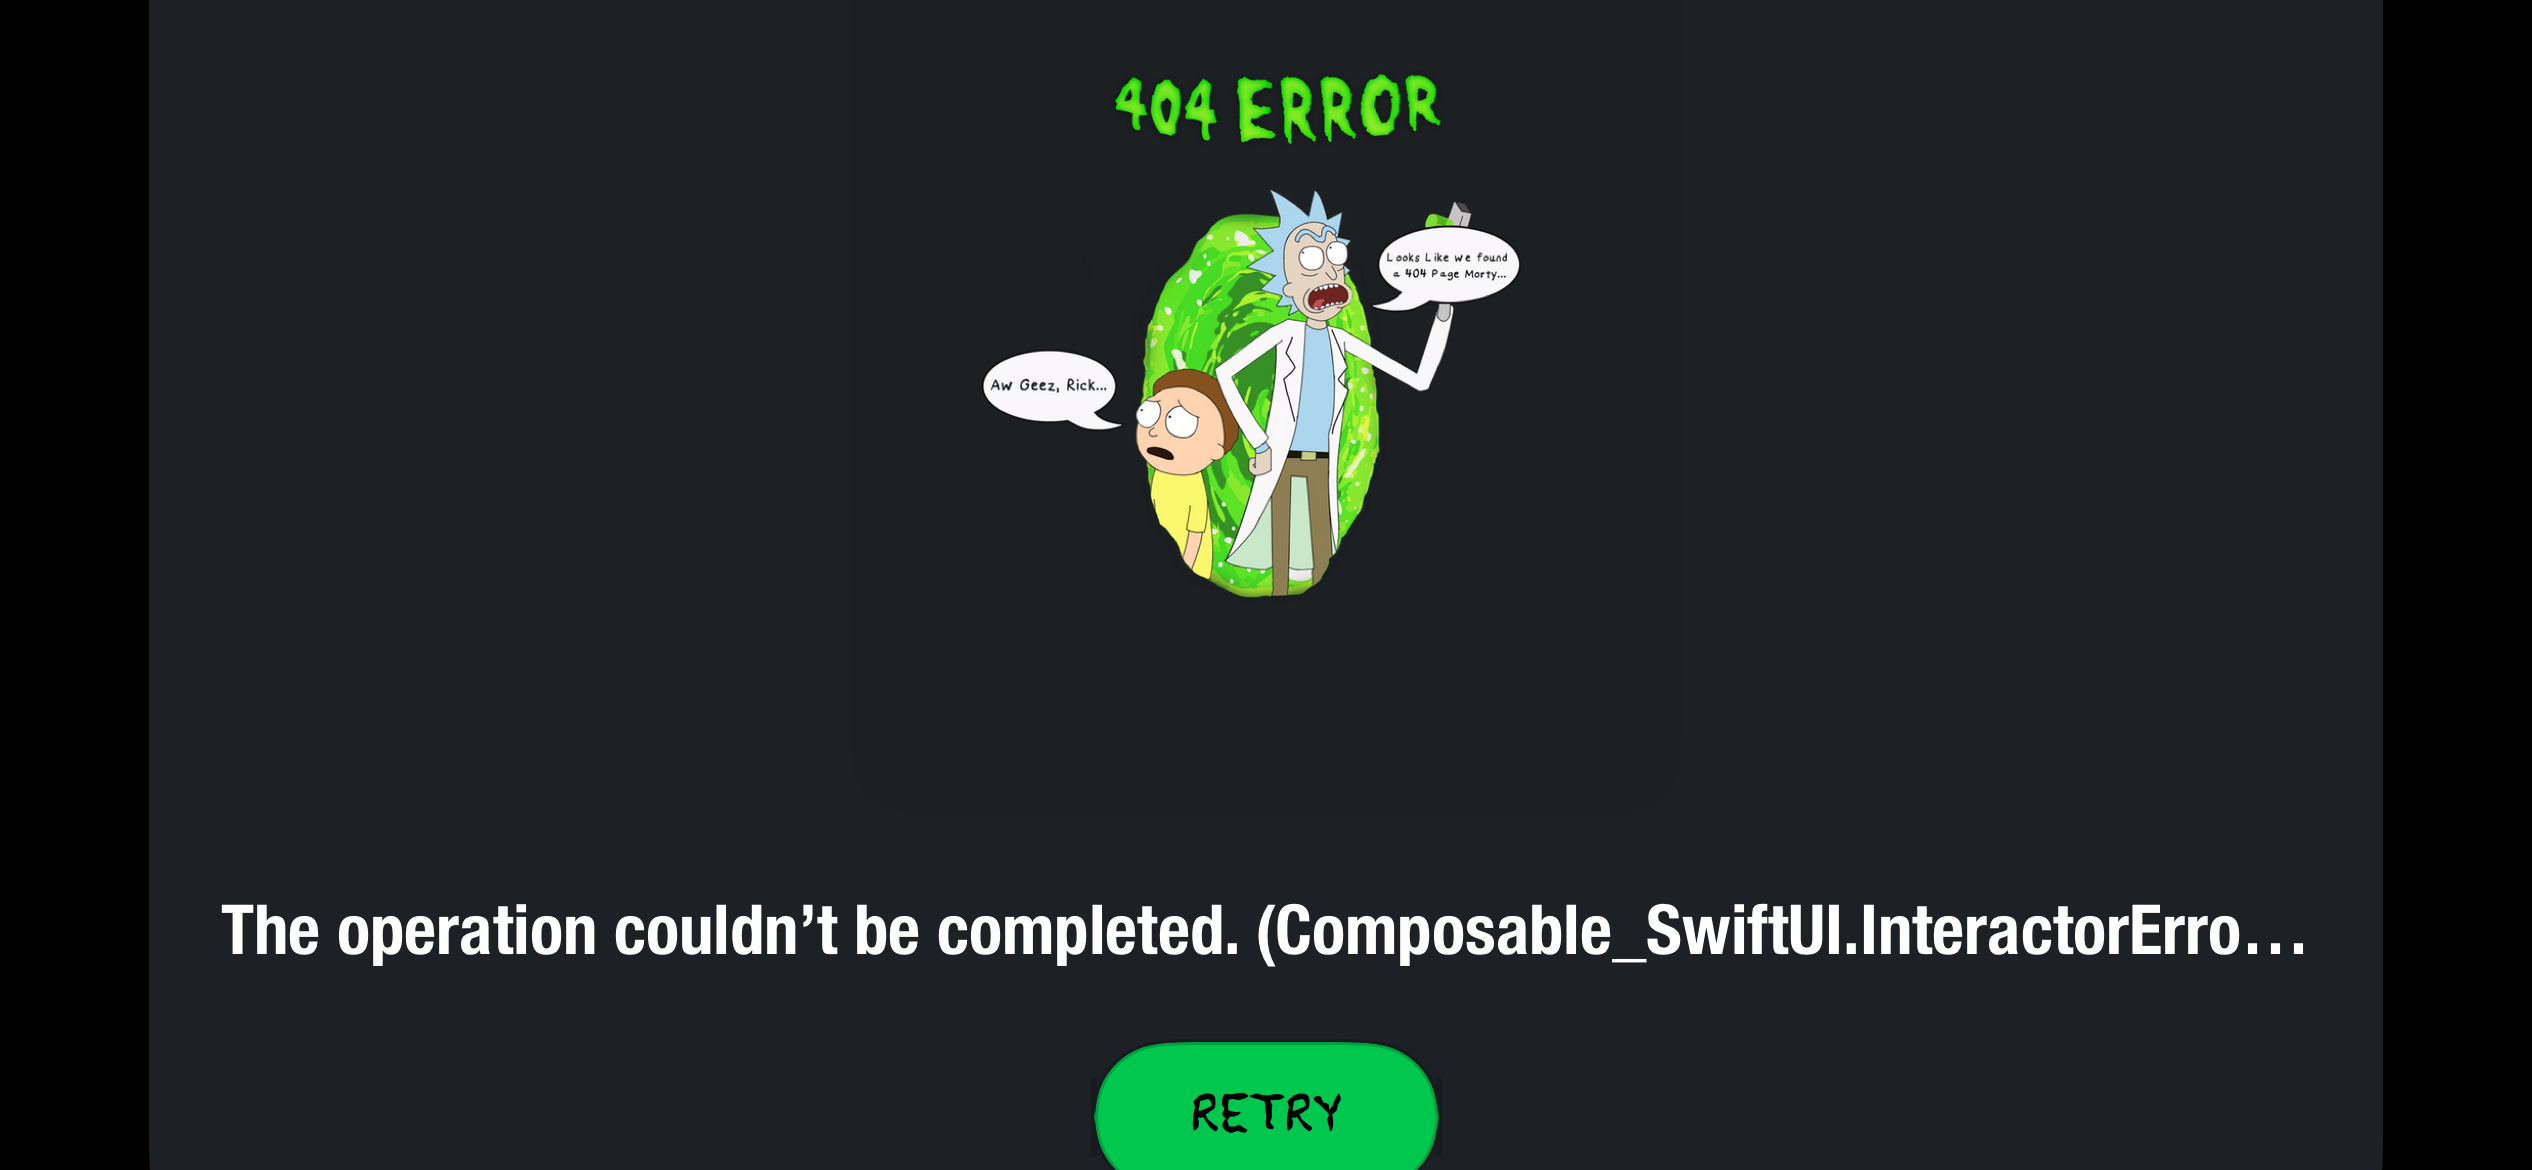 404 ERROR
Looks Like we found
a 404 Page Morty...
Aw Geez, Rick...
The operation couldn’t be completed. (Composable_SwiftUI.InteractorErro…
RETRY